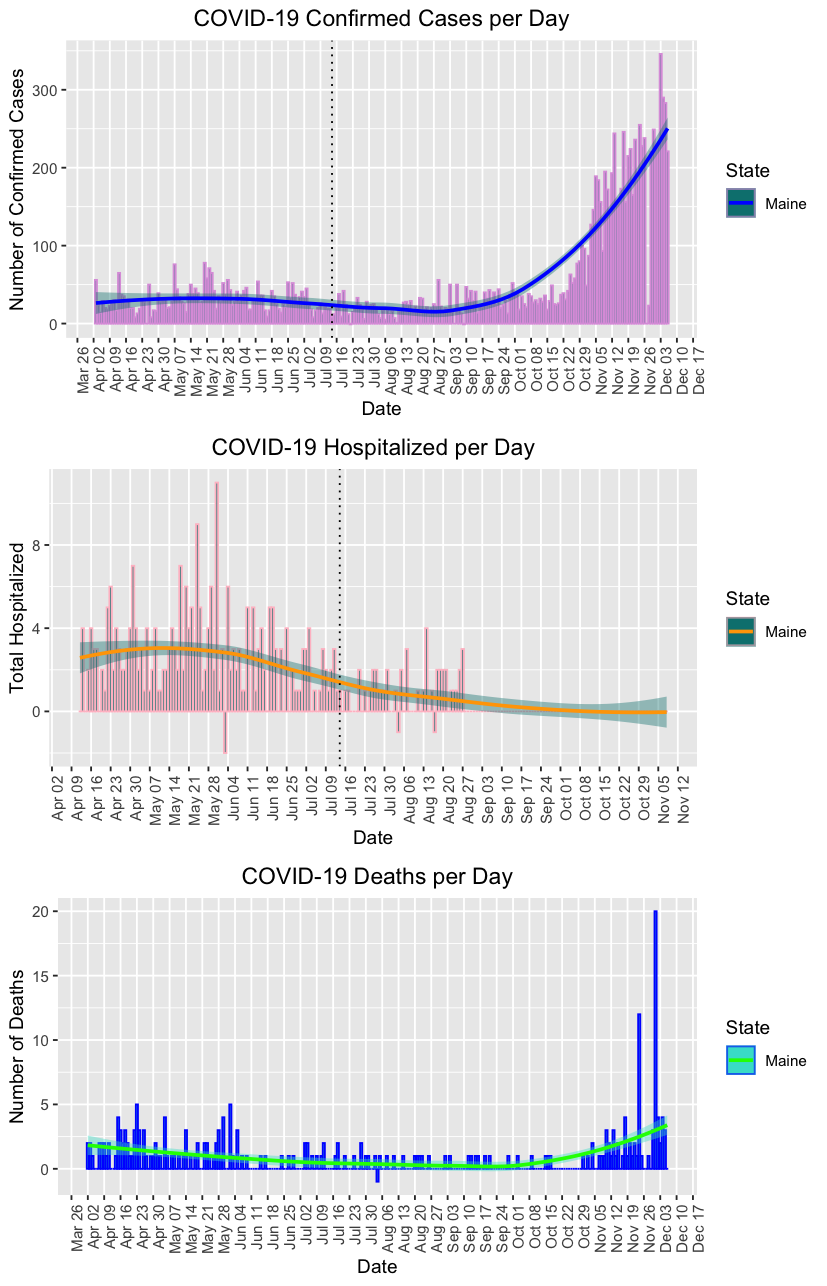 COVID-19 Confirmed Cases per Day
Number of Confirmed Cases
300
200
100
0
Mar 26 Apr 02 Apr 09 Apr 16 Apr 23 Apr 30 May 07 May 14 May 21 May 28 Jun 04 Jun 11 Jun 18 Jun 25 Jul 02 Jul 09 Jul 16 Jul 23 Jul 30 Aug 06 Aug 13 Aug 20 Aug 27 Sep 03 Sep 10 Sep 17 Sep 24 Oct 01 Oct 08 Oct 15 Oct 22 Oct 29 Nov 05 Nov 12 Nov 19 Nov 26 Dec 03 Dec 10 Dec 17
Date
State
Maine
COVID-19 Hospitalized per Day
Total Hospitalized
8
4
0
Apr 02 Apr 09 Apr 16 Apr 23 Apr 30 May 07 May 14 May 21 May 28 Jun 04 Jun 11 Jun 18 Jun 25 Jul 02 Jul 09 Jul 16 Jul 23 Jul 30 Aug 06 Aug 13 Aug 20 Aug 27 Sep 03 Sep 10 Sep 17 Sep 24 Oct 01 Oct 08 Oct 15 Oct 22 Oct 29 Nov 05 Nov 12
Date
State
Maine
COVID-19 Deaths per Day
Number of Deaths
20
15
10
5
0
Mar 26 Apr 02 Apr 09 Apr 16 Apr 23 Apr 30 May 07 May 14 May 21 May 28 Jun 04 Jun 11 Jun 18 Jun 25 Jul 02 Jul 09 Jul 16 Jul 23 Jul 30 Aug 06 Aug 13 Aug 20 Aug 27 Sep 03 Sep 10 Sep 17 Sep 24 Oct 01 Oct 08 Oct 15 Oct 22 Oct 29 Nov 05 Nov 12 Nov 19 Nov 26 Dec 03 Dec 10 Dec 17
Date
State
Maine